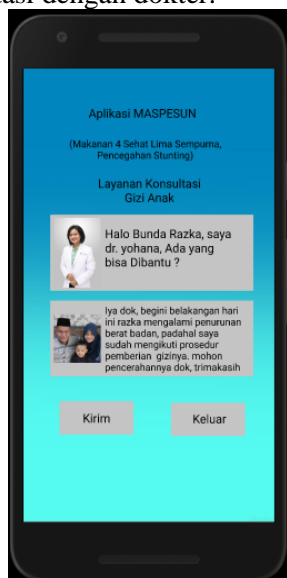 dengan dokter.
Aplikasi MASPESUN
(Makanan 4 Sehat Lima Sempurna,
Pencegahan Stunting)
Layanan Konsultasi
Gizi Anak
Halo Bunda Razka, saya
dr. yohana, Ada yang
bisa Dibantu ?
Iya dok, begini belakangan hari
ini razka mengalami penurunan
berat badan, padahal saya
sudah mengikuti prosedur
pemberian gizinya. mohon
pencerahannya dok, trimakasih
Kirim
Keluar